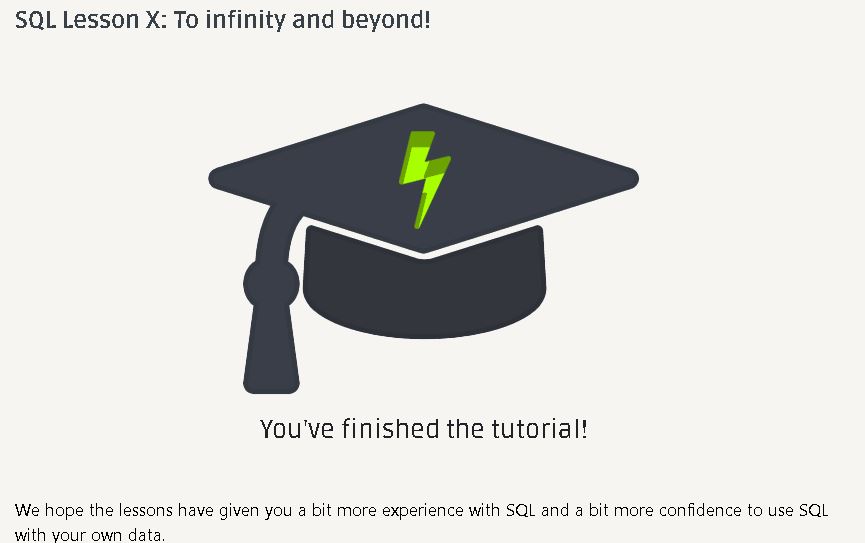 SQL Lesson X: To infinity and beyond!
You've finished the tutorial!
We hope the lessons have given you a bit more experience with SQL and a bit more confidence to use SQL
with your own data.